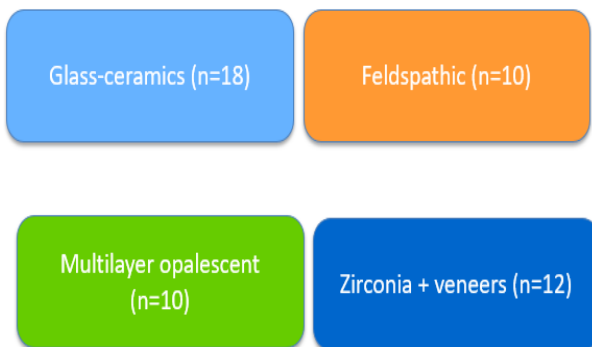 Glass-ceramics (n=18)
Feldspathic (n=10)
Multilayer opalescent
(n=10)
Zirconia + veneers (n=12)